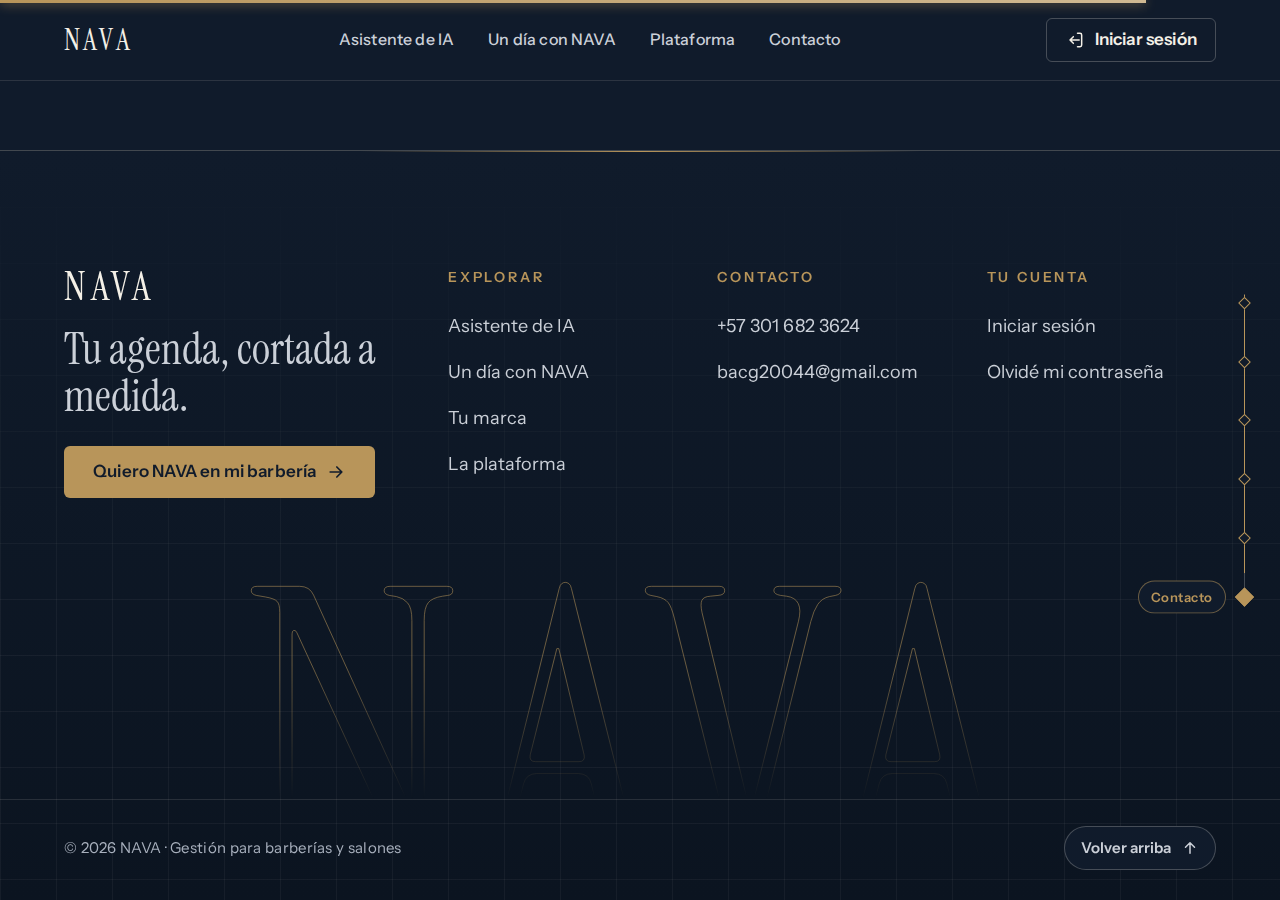 NAVA
Asistente de IA
Un día con NAVA
Plataforma
Contacto
Iniciar sesión
NAVA
Tu agenda, cortada a
medida.
Quiero NAVA en mi barbería
EXPLORAR
Asistente de IA
Un día con NAVA
Tu marca
La plataforma
CONTACTO
+57 301 682 3624
bacg20044@gmail.com
TU CUENTA
Iniciar sesión
Olvidé mi contraseña
Contacto
NAVA
© 2026 NAVA · Gestión para barberías y salones
Volver arriba